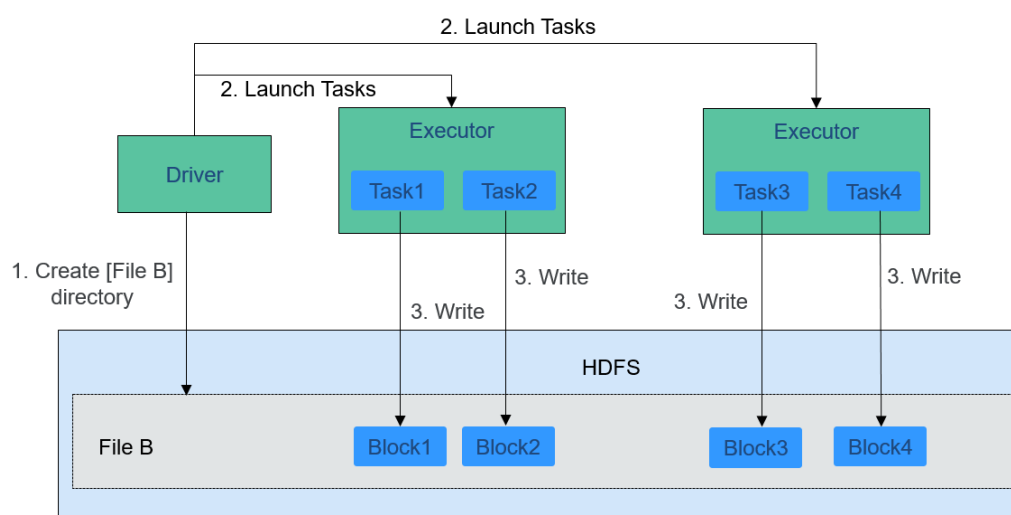 2. Launch Tasks
2. Launch Tasks
Executor
Executor
Driver
Task1
Task2
Task3
Task4
1. Create [File B]
directory
3. Write
3. Write
3. Write
3. Write
HDFS
File B
Block1
Block2
Block3
Block4